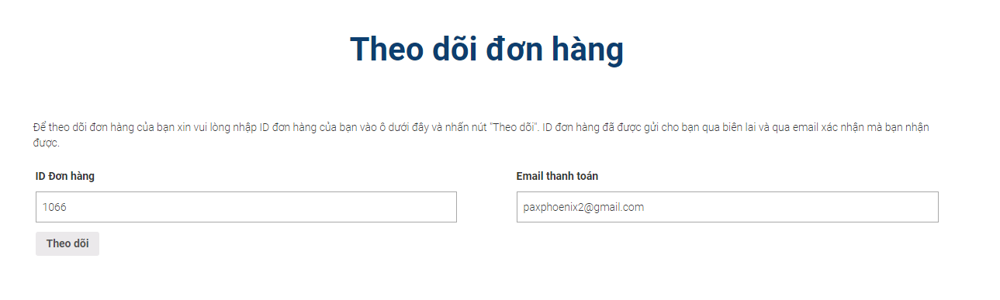 Theo dõi đơn hàng
Để theo dõi đơn hàng của bạn xin vui lòng nhập ID đơn hàng của bạn vào ô dưới đây và nhấn nút "Theo dõi". ID đơn hàng đã được gửi cho bạn qua biên lai và qua email xác nhận mà bạn nhận
được.
ID Đơn hàng
Email thanh toán
1066
paxphoenix2@gmail.com
Theo dõi